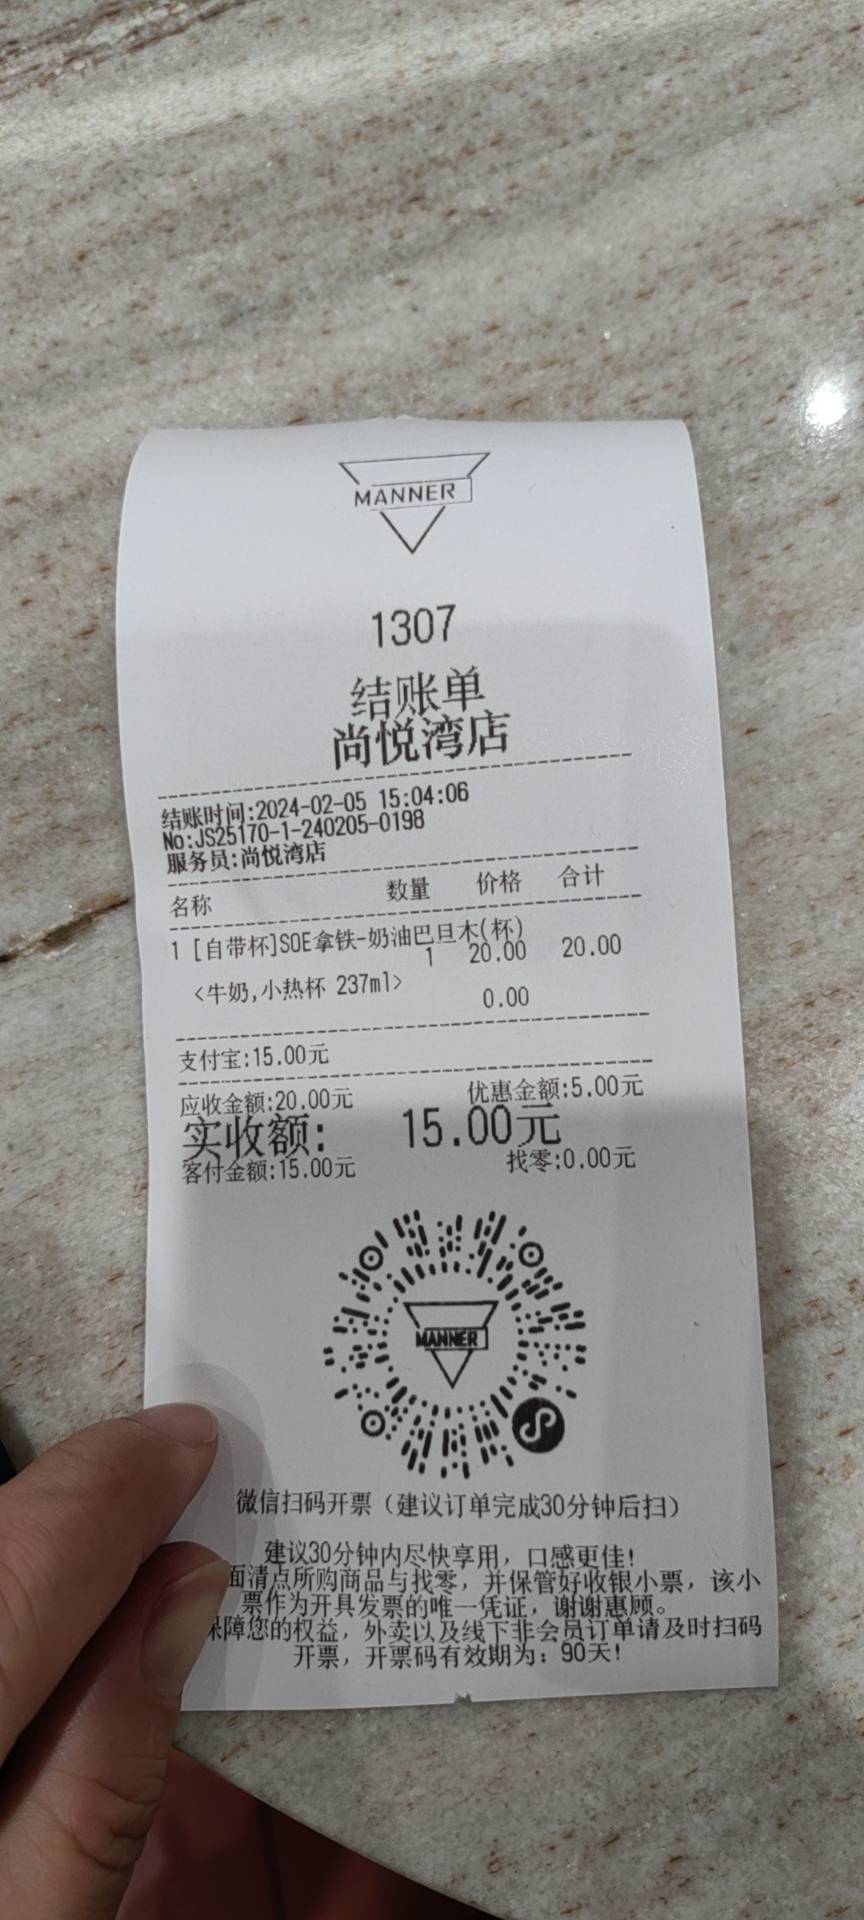 MANNER
1307
结账单
尚悦湾店
结账时间:2024-02-05 15:04:06
No:JS25170-1-240205-0198
服务员:尚悦湾店
名称 数量 价格 合计
1 [自带杯]SOE拿铁-奶油巴旦木(杯)
1 20.00 20.00
<牛奶,小热杯 237ml>
0.00
支付宝:15.00元
应收金额:20.00元 优惠金额:5.00元
实收额: 15.00元
客付金额:15.00元 找零:0.00元
MANNER
微信扫码开票（建议订单完成30分钟后扫）
建议30分钟内尽快享用，口感更佳!
面清点所购商品与找零，并保管好收银小票，该小
票作为开具发票的唯一凭证，谢谢惠顾。
保障您的权益，外卖以及线下非会员订单请及时扫码
开票，开票码有效期为：90天!